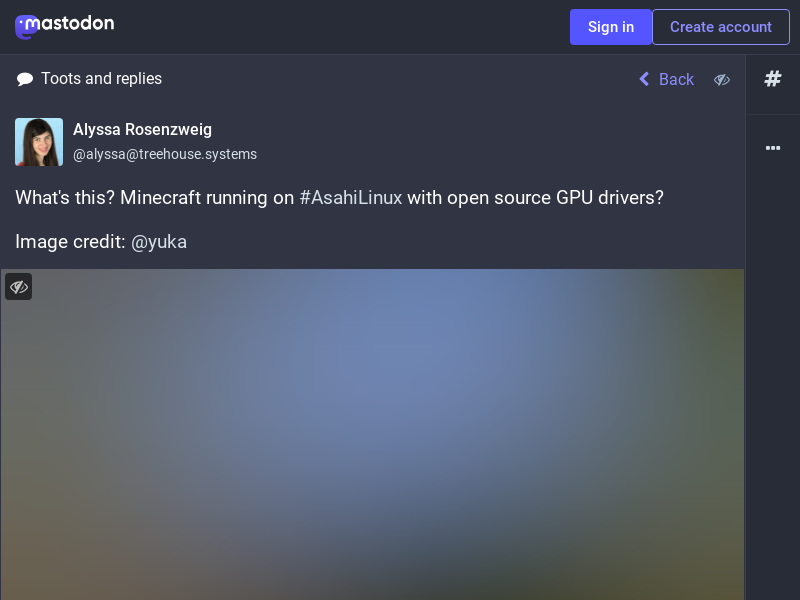 mastodon
Sign in
Create account
Toots and replies
Back
#
Alyssa Rosenzweig
@alyssa@treehouse.systems
What's this? Minecraft running on #AsahiLinux with open source GPU drivers?
Image credit: @yuka